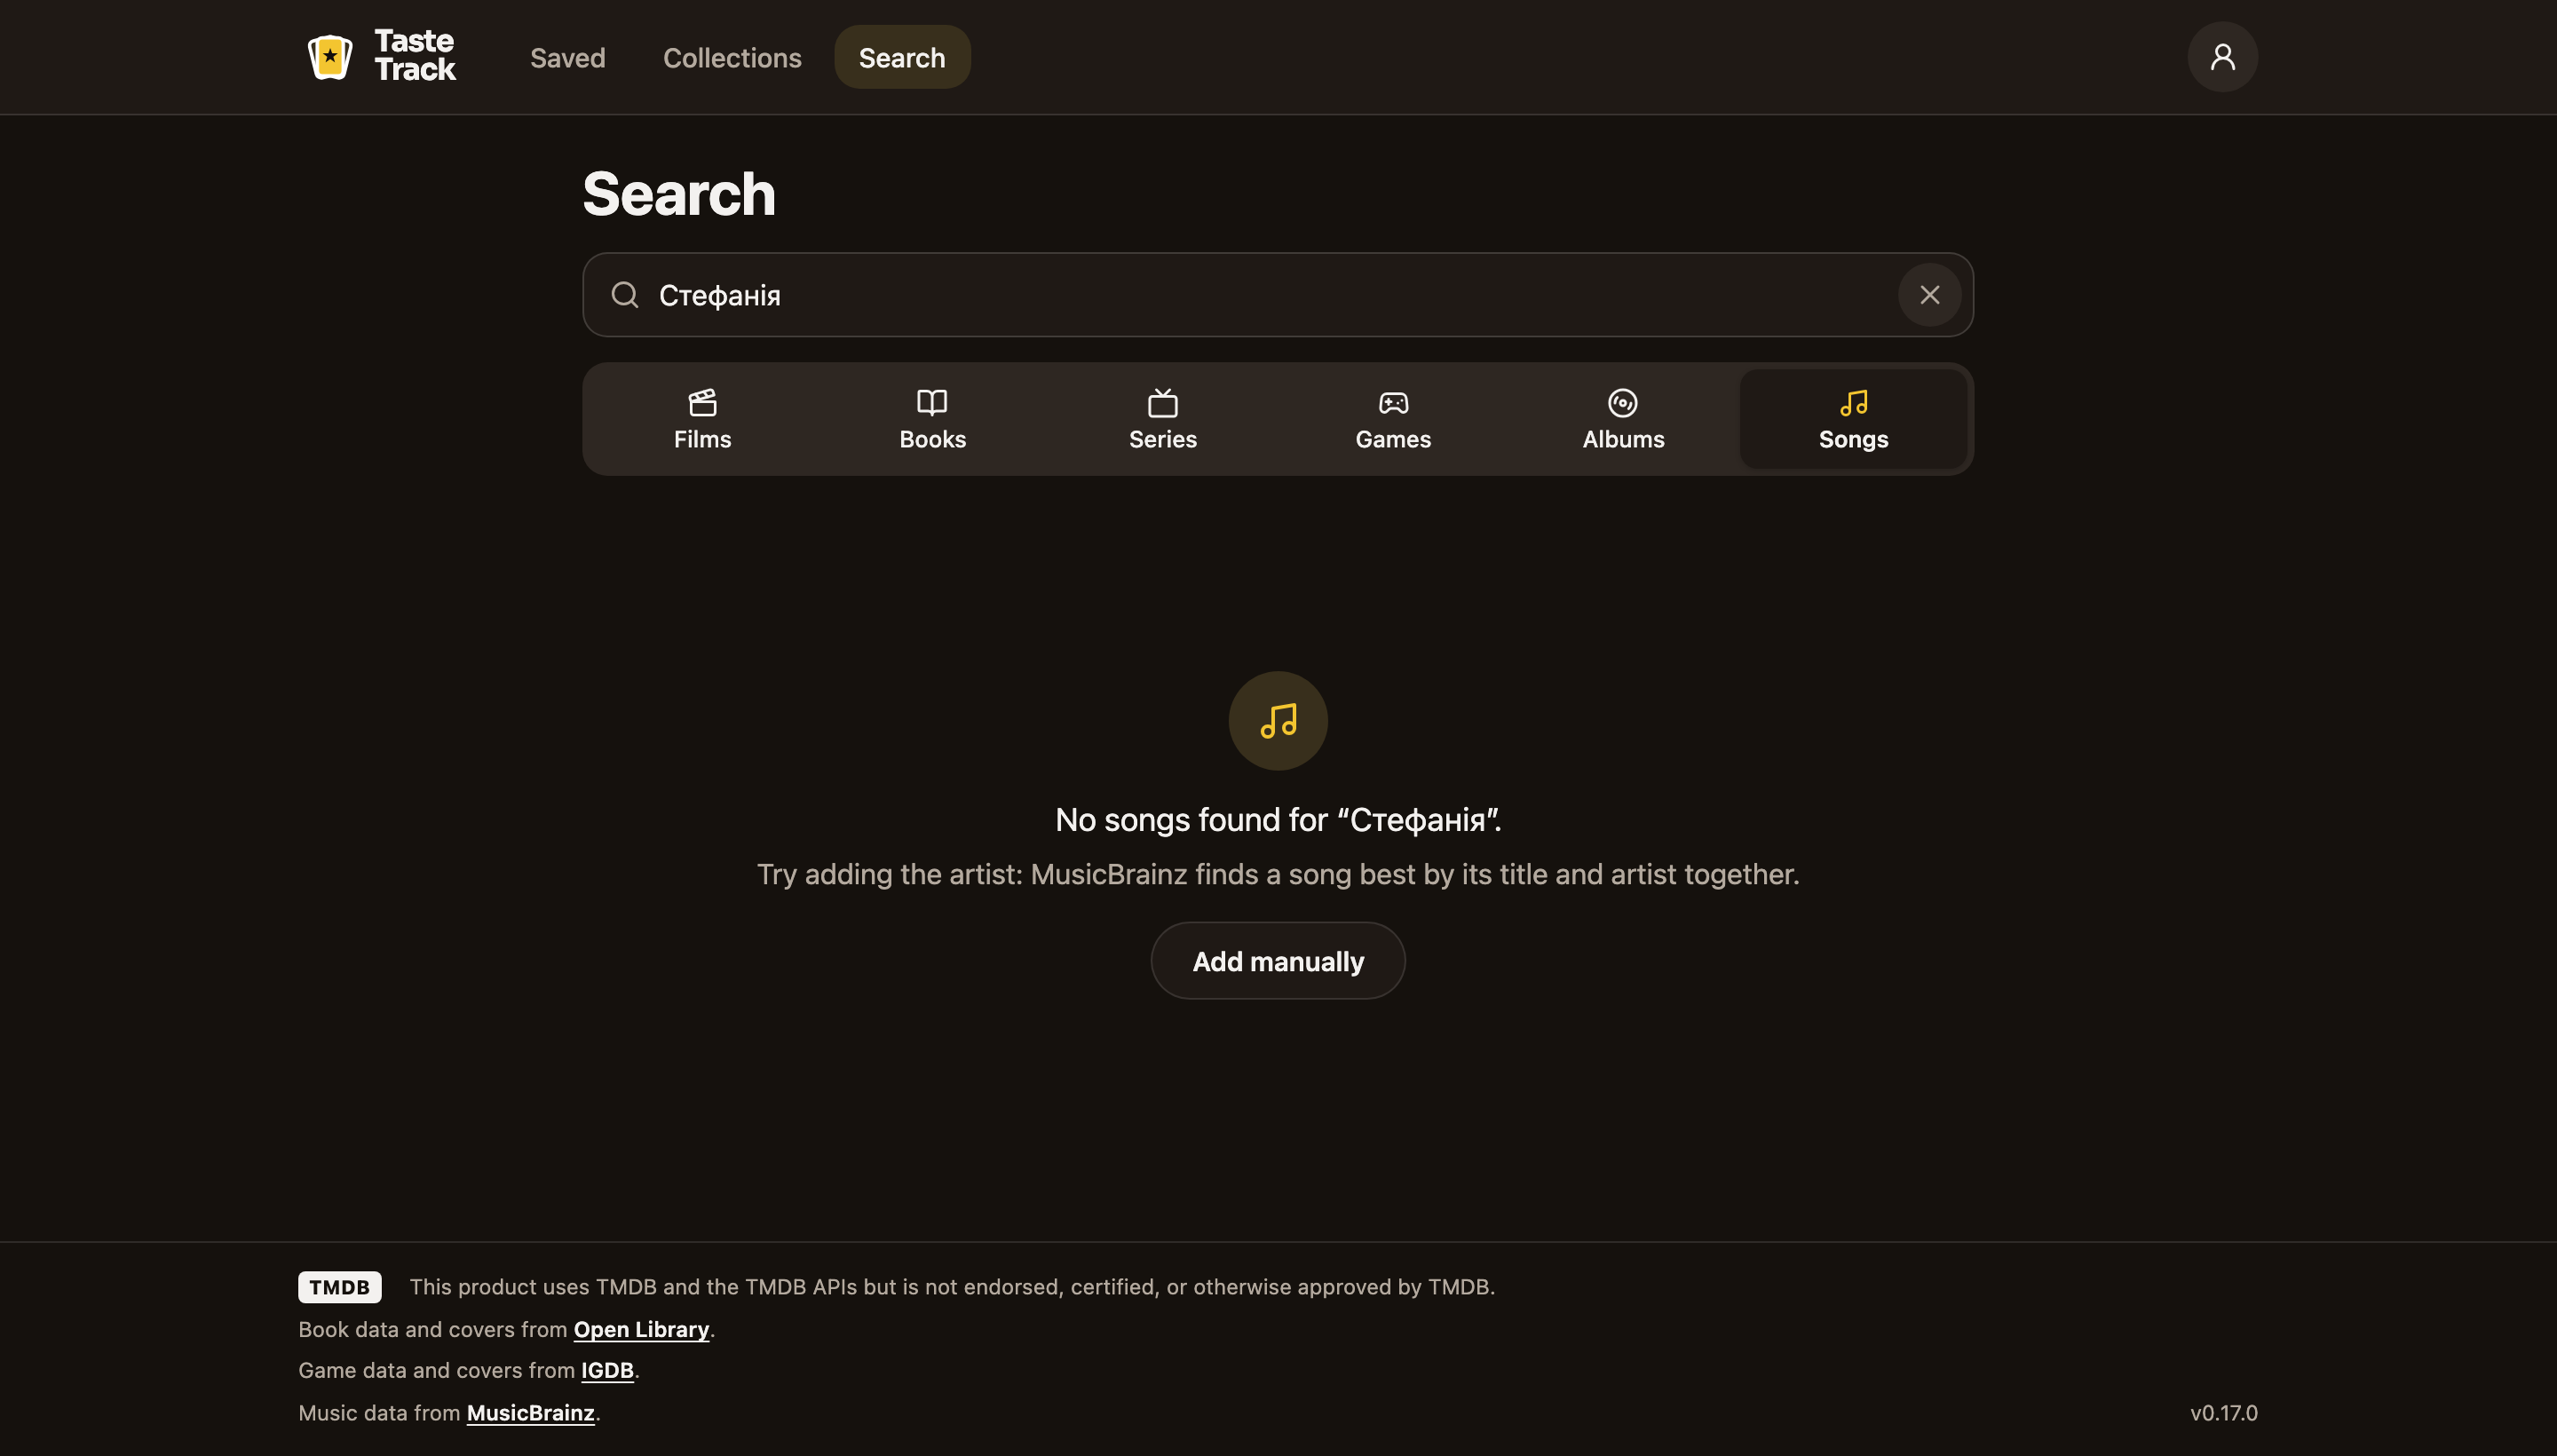 Taste
Track
Saved
Collections
Search
Search
Стефанія
Films
Books
Series
Games
Albums
Songs
No songs found for “Стефанія”.
Try adding the artist: MusicBrainz finds a song best by its title and artist together.
Add manually
TMDB This product uses TMDB and the TMDB APIs but is not endorsed, certified, or otherwise approved by TMDB.
Book data and covers from Open Library.
Game data and covers from IGDB.
Music data from MusicBrainz.
v0.17.0